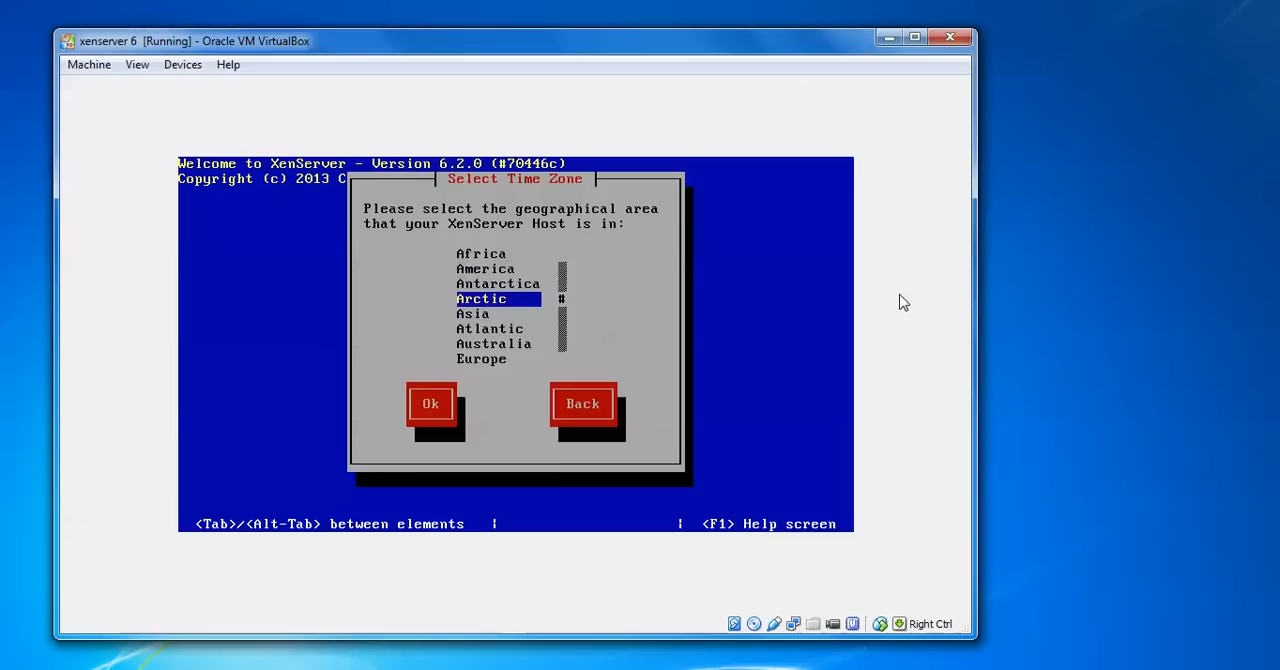 xenserver 6 [Running] - Oracle VM VirtualBox
Machine View Devices Help
Welcome to XenServer - Version 6.2.0 (#70446c)
Copyright (c) 2013 C
Select Time Zone
Please select the geographical area
that your XenServer Host is in:
Africa
America
Antarctica
Arctic #
Asia
Atlantic
Australia
Europe
Ok Back
<Tab>/<Alt-Tab> between elements | | <F1> Help screen
Right Ctrl